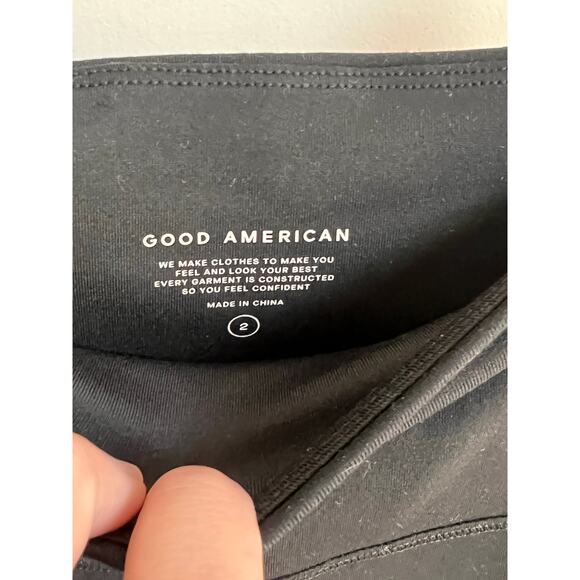 GOOD AMERICAN
WE MAKE CLOTHES TO MAKE YOU
FEEL AND LOOK YOUR BEST
EVERY GARMENT IS CONSTRUCTED
SO YOU FEEL CONFIDENT
MADE IN CHINA
2